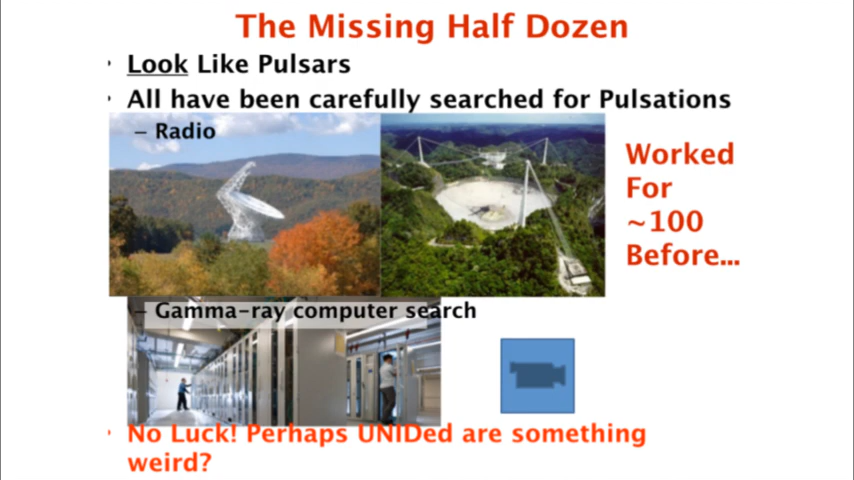 The Missing Half Dozen
Look Like Pulsars
All have been carefully searched for Pulsations
– Radio
Worked
For
~100
Before...
– Gamma-ray computer search
No Luck! Perhaps UNIDed are something
weird?